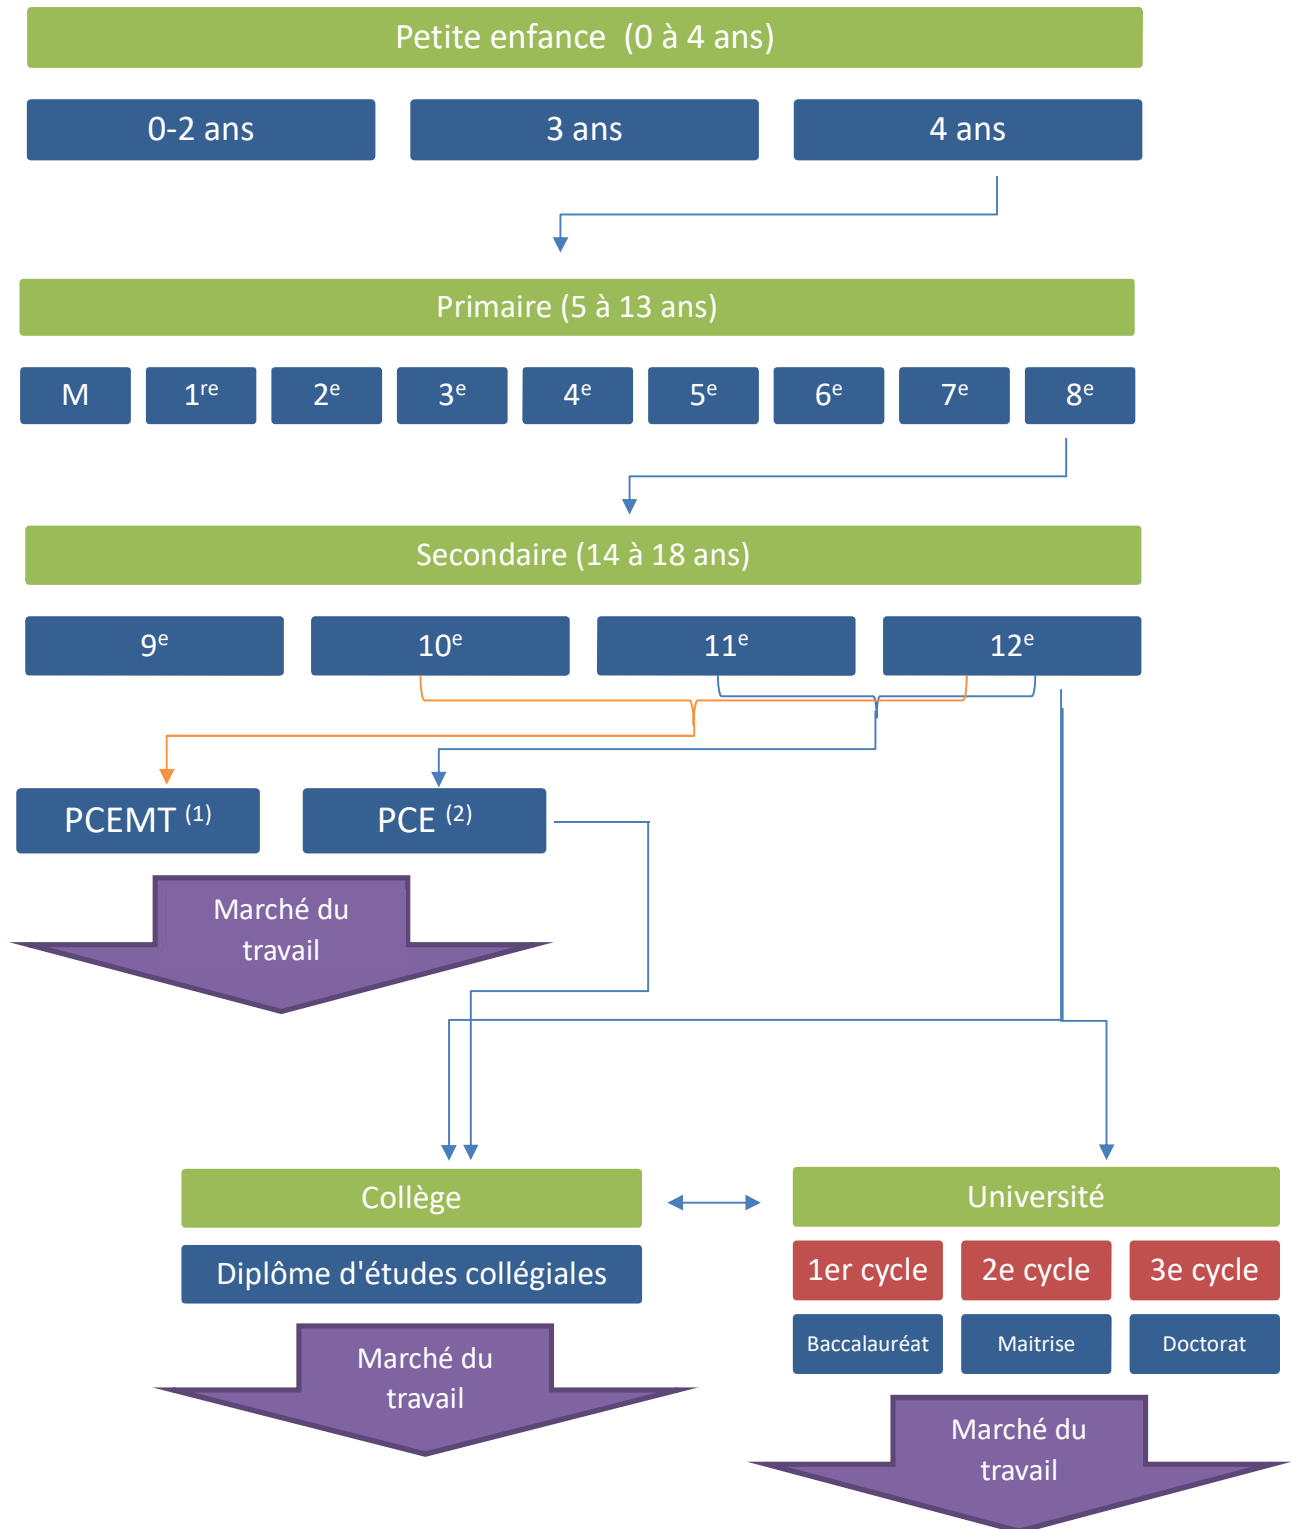 Petite enfance (0 à 4 ans)
0-2 ans
3 ans
4 ans
Primaire (5 à 13 ans)
M
1re
2e
3e
4e
5e
6e
7e
8e
Secondaire (14 à 18 ans)
9e
10e
11e
12e
PCEMT (1)
PCE (2)
Marché du
travail
Collège
Université
Diplôme d'études collégiales
1er cycle
2e cycle
3e cycle
Baccalauréat
Maitrise
Doctorat
Marché du
travail
Marché du
travail